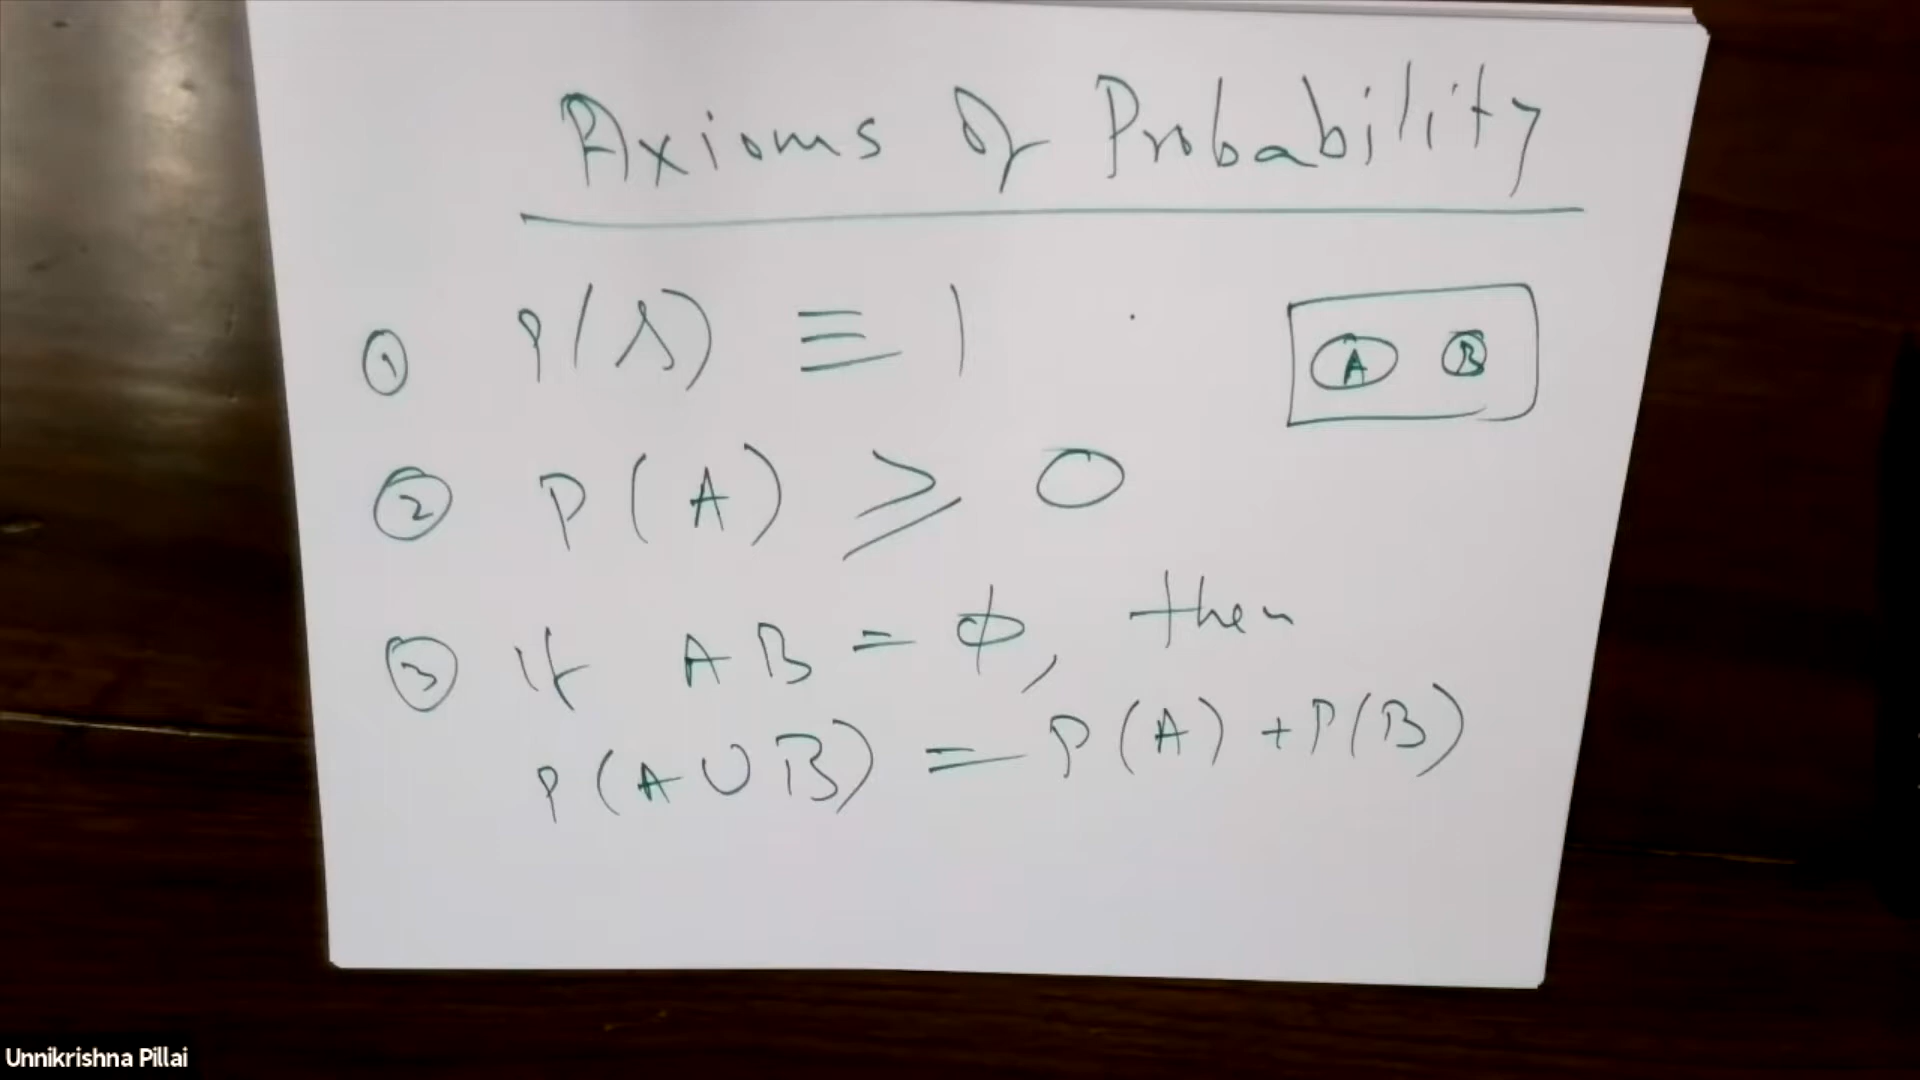 Axioms of Probability
① P(S) ≡ 1
A B
② P(A) ≥ 0
③ If AB = ϕ, then
P(A∪B) = P(A) + P(B)
Unnikrishna Pillai